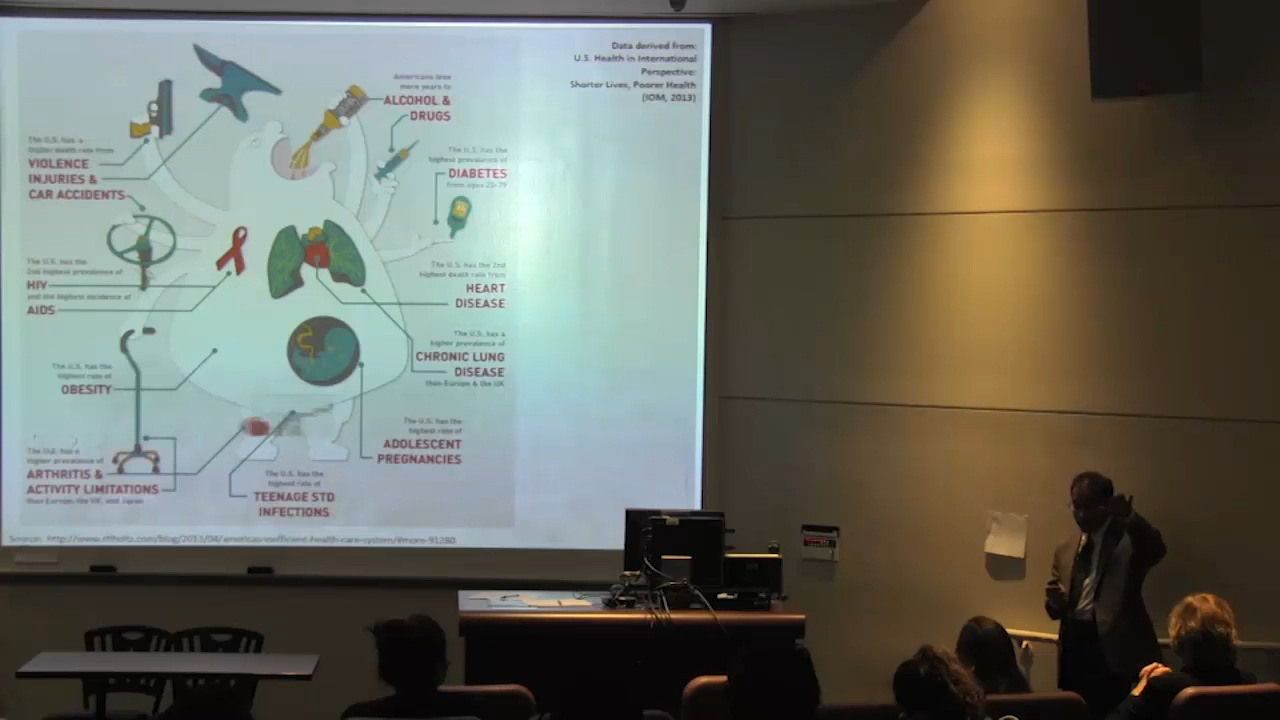 Data derived from:
U.S. Health in International
Perspective:
Shorter Lives, Poorer Health
(IOM, 2013)
Americans lose
more years to
ALCOHOL &
DRUGS
The U.S. has a
higher death rate from
VIOLENCE
INJURIES &
CAR ACCIDENTS
The U.S. has the
highest prevalence of
DIABETES
from ages 20-79
The U.S. has the
2nd highest prevalence of
HIV
and the highest incidence of
AIDS
The U.S. has the 2nd
highest death rate from
HEART
DISEASE
The U.S. has a
higher prevalence of
CHRONIC LUNG
DISEASE
than Europe & the UK
The U.S. has the
highest rate of
OBESITY
The U.S. has the
highest rate of
ADOLESCENT
PREGNANCIES
The U.S. has a
higher prevalence of
ARTHRITIS &
ACTIVITY LIMITATIONS
than Europe, the UK, and Japan
The U.S. has the
highest rate of
TEENAGE STD
INFECTIONS
Source: http://www.ritholtz.com/blog/2013/04/americas-inefficient-health-care-system/#more-91280